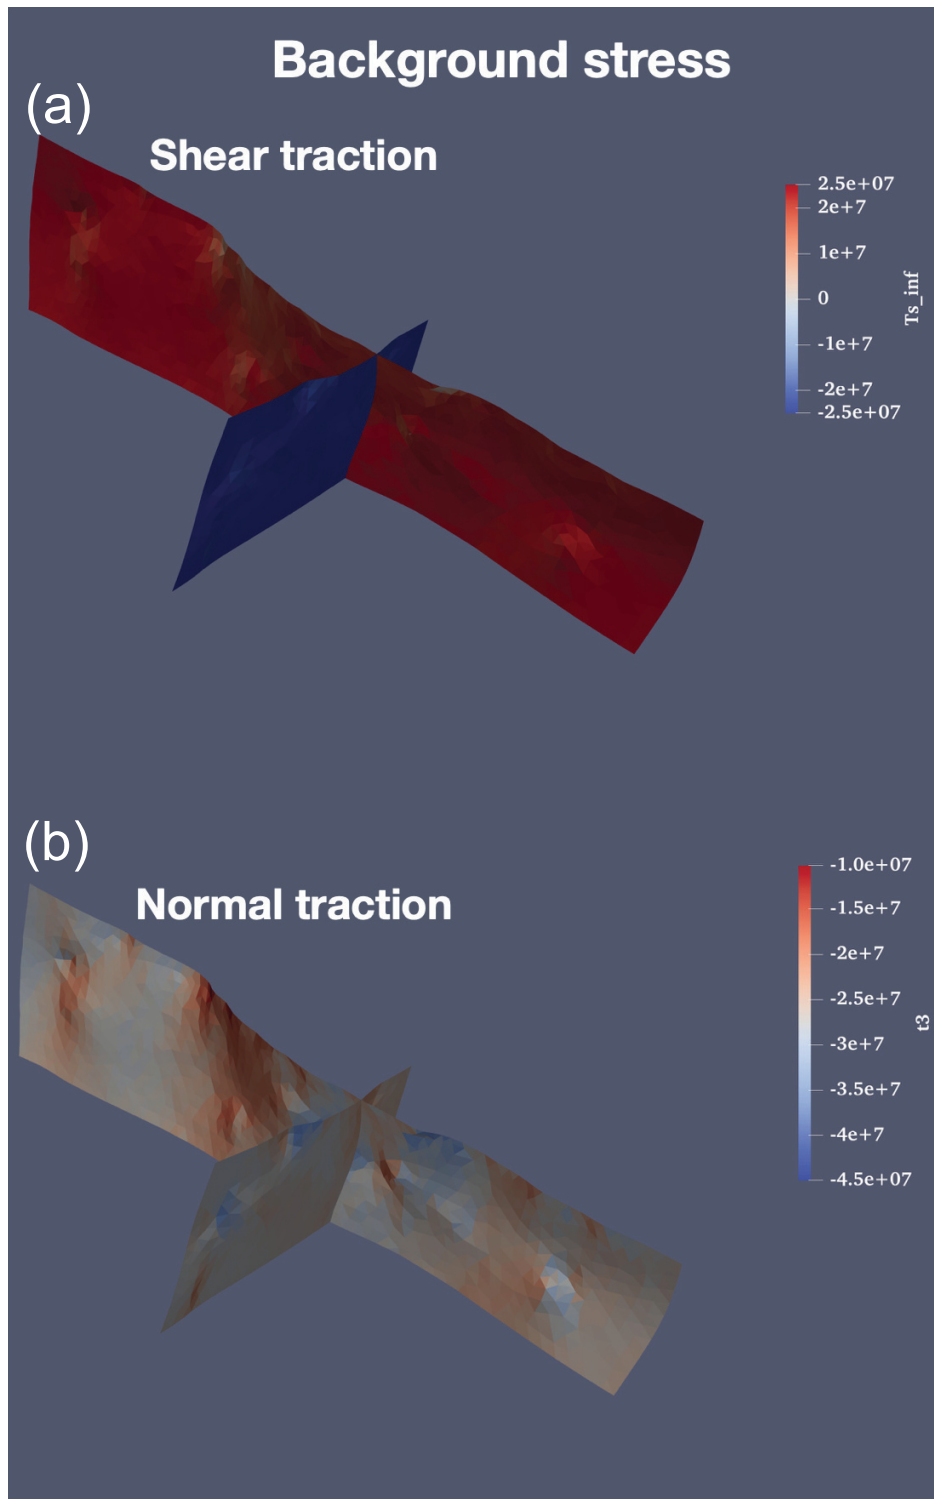 Background stress
(a)
Shear traction
2.5e+07
2e+7
1e+7
0
-1e+7
-2e+7
-2.5e+07
Ts_inf
(b)
Normal traction
-1.0e+07
-1.5e+7
-2e+7
-2.5e+7
-3e+7
-3.5e+7
-4e+7
-4.5e+07
t3